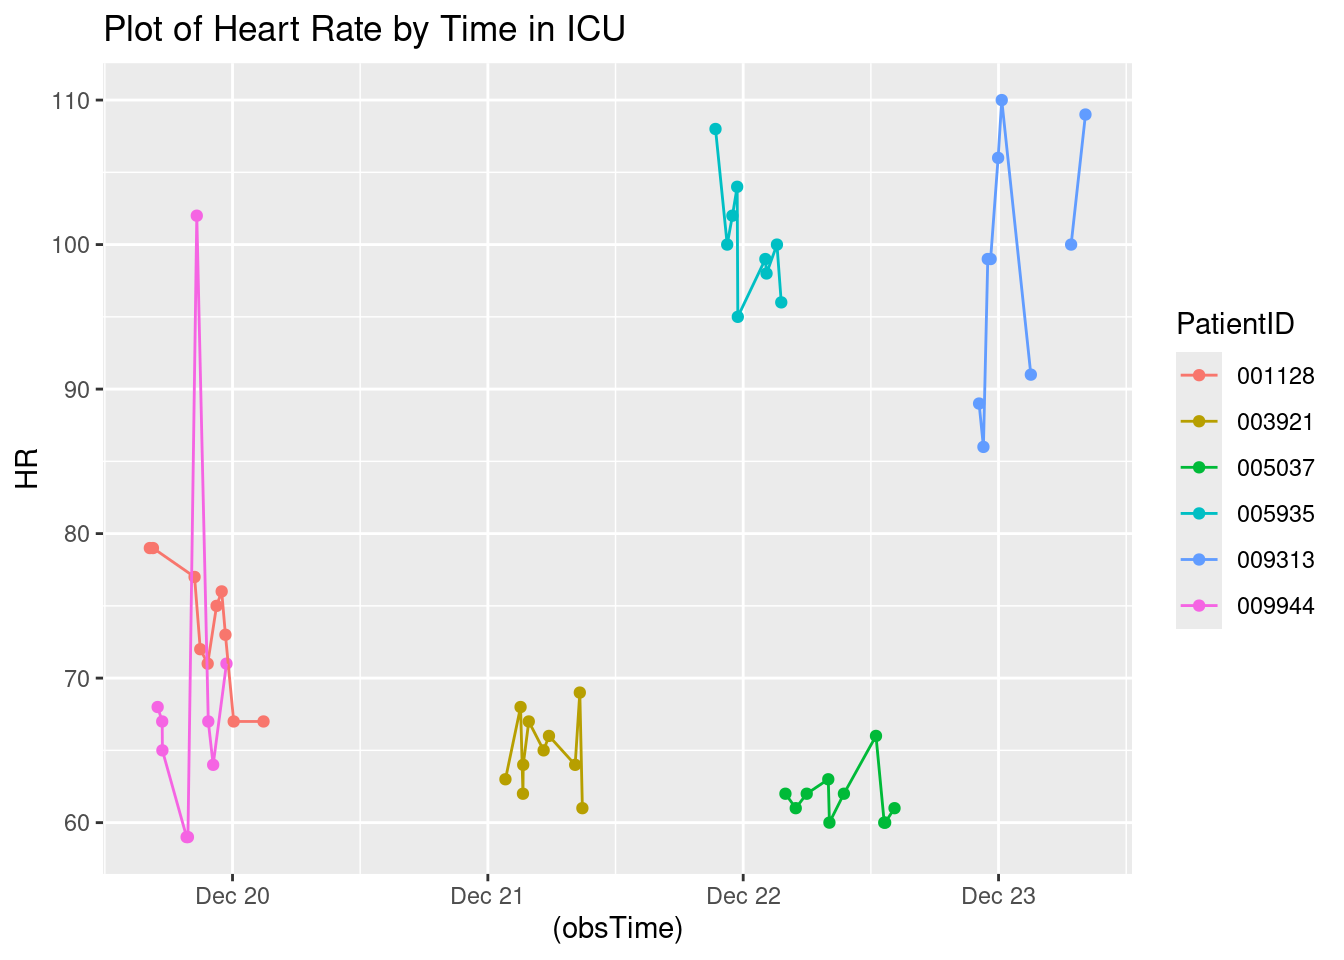 Plot of Heart Rate by Time in ICU
110
100
90
80
70
60
HR
Dec 20
Dec 21
Dec 22
Dec 23
(obsTime)
PatientID
001128
003921
005037
005935
009313
009944